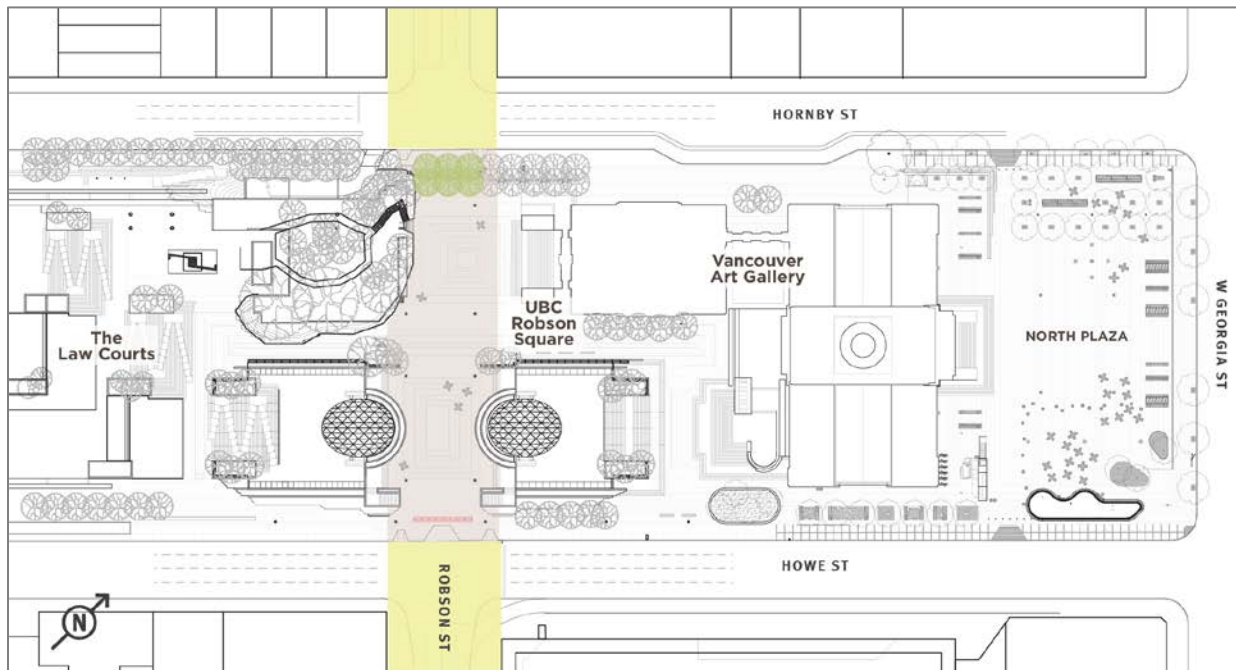 HORNBY ST
Vancouver
Art Gallery
UBC
Robson
Square
The
Law Courts
NORTH PLAZA
W GEORGIA ST
HOWE ST
ROBSON ST
N